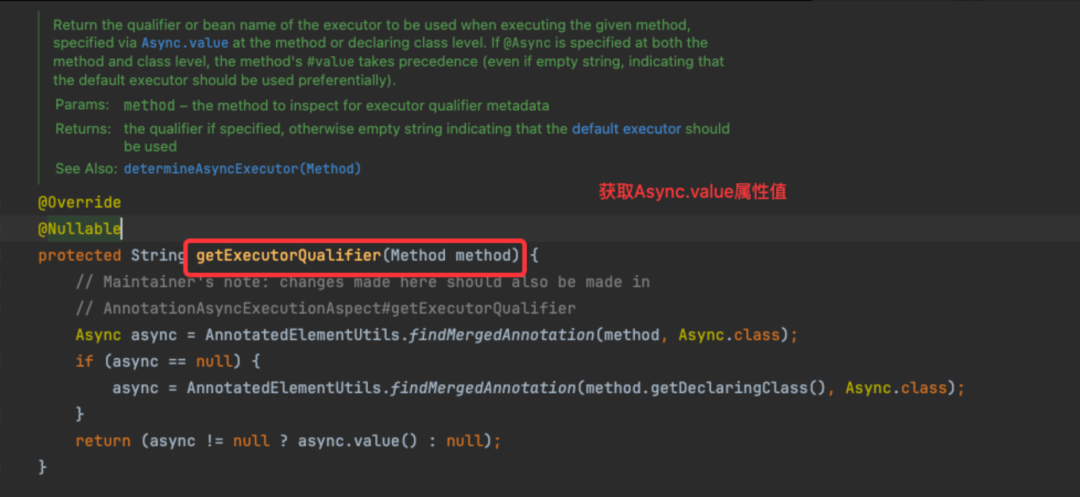 Return the qualifier or bean name of the executor to be used when executing the given method,
specified via Async.value at the method or declaring class level. If @Async is specified at both the
method and class level, the method's #value takes precedence (even if empty string, indicating that
the default executor should be used preferentially).
Params: method – the method to inspect for executor qualifier metadata
Returns: the qualifier if specified, otherwise empty string indicating that the default executor should
be used
See Also: determineAsyncExecutor(Method)
获取Async.value属性值
@Override
@Nullable
protected String getExecutorQualifier(Method method) {
// Maintainer's note: changes made here should also be made in
// AnnotationAsyncExecutionAspect#getExecutorQualifier
Async async = AnnotatedElementUtils.findMergedAnnotation(method, Async.class);
if (async == null) {
async = AnnotatedElementUtils.findMergedAnnotation(method.getDeclaringClass(), Async.class);
}
return (async != null ? async.value() : null);
}